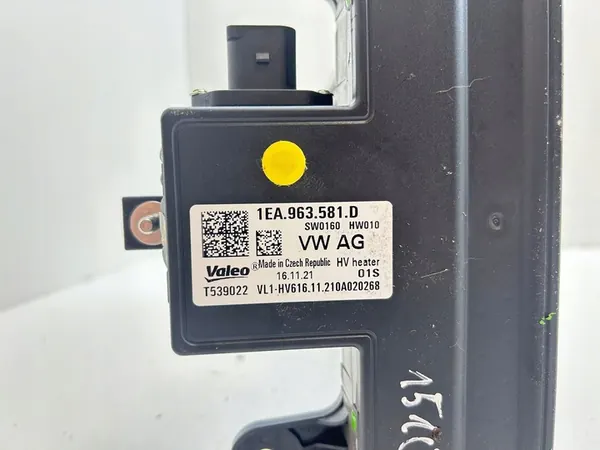 1EA.963.581.D
SW0160 HW010
VW AG
Valeo ® Made in Czech Republic HV heater
16.11.21 01S
T539022 VL1-HV616.11.210A020268